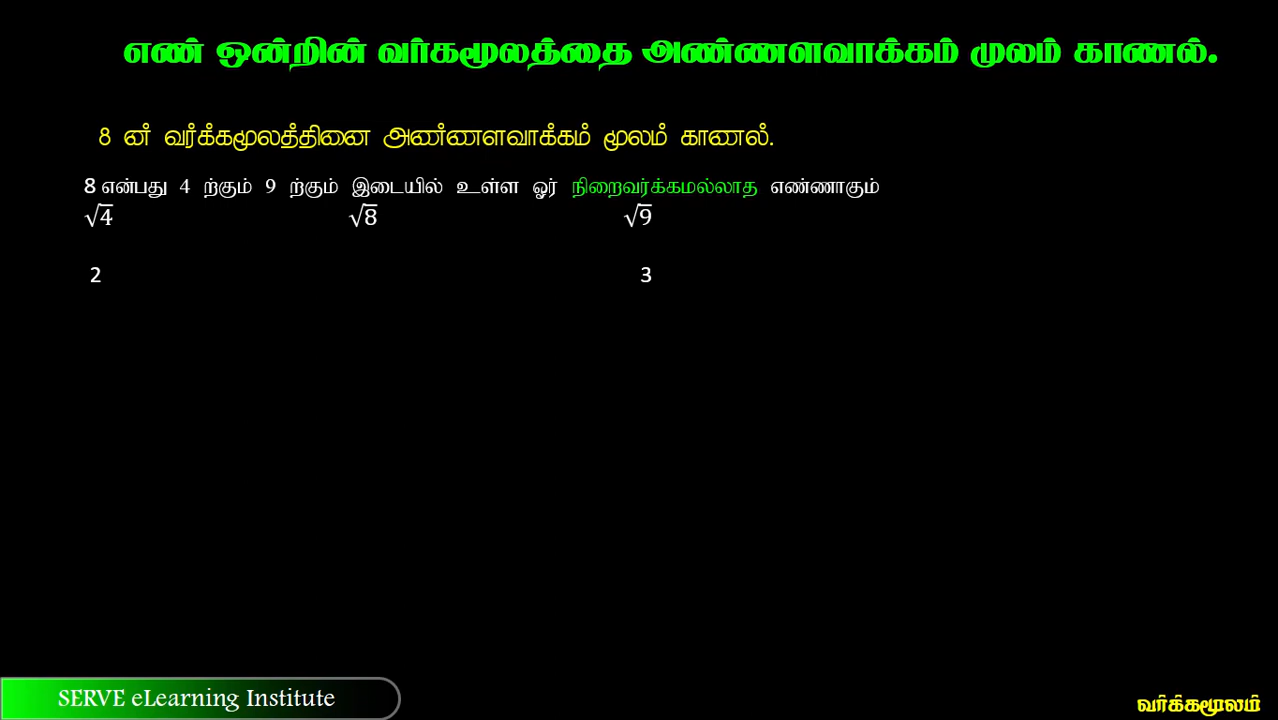 எண் ஒன்றின் வர்கமூலத்தை அண்ணளவாக்கம் மூலம் காணல்.
8 ன் வர்க்கமூலத்தினை அண்ணளவாக்கம் மூலம் காணல்.
8 என்பது 4 ற்கும் 9 ற்கும் இடையில் உள்ள ஓர் நிறைவர்க்கமல்லாத எண்ணாகும்
√4 √8 √9
2 3
SERVE eLearning Institute
வர்க்கமூலம்